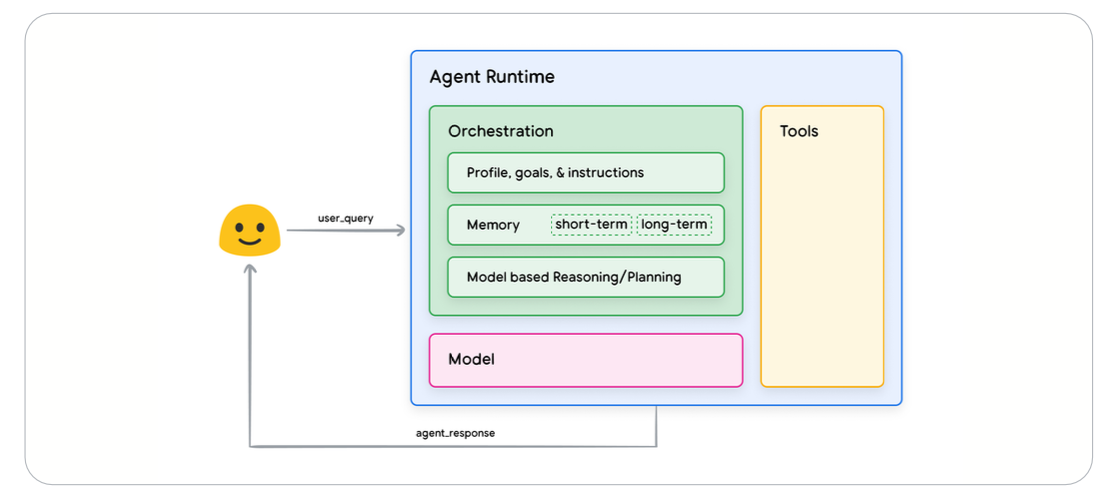 Agent Runtime
Orchestration
Tools
Profile, goals, & instructions
user_query
Memory short-term long-term
Model based Reasoning/Planning
Model
agent_response